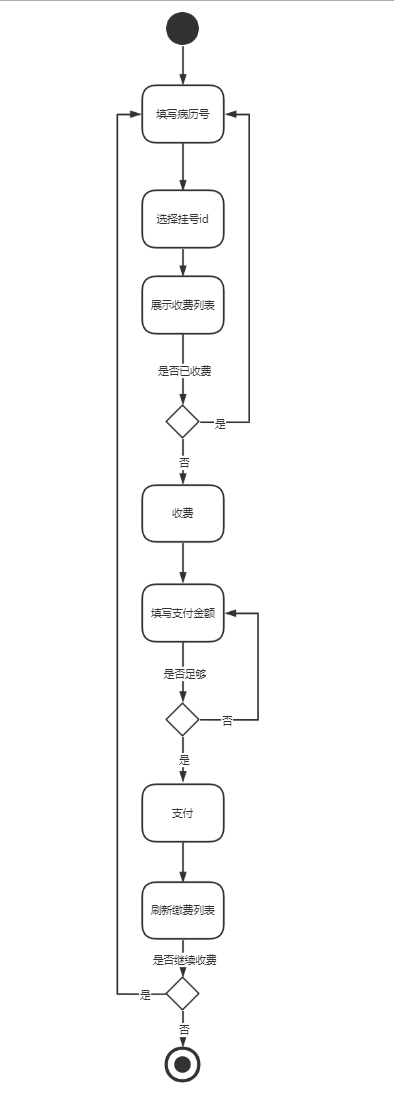 填写病历号
选择挂号id
展示收费列表
是否已收费
是
否
收费
填写支付金额
是否足够
否
是
支付
刷新缴费列表
是否继续收费
是
否